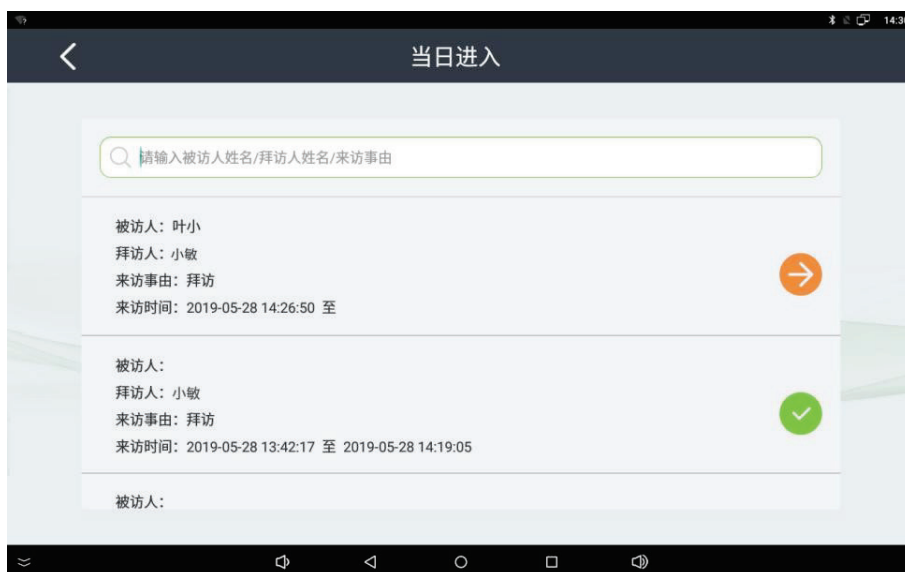 14:30
当日进入
请输入被访人姓名/拜访人姓名/来访事由
被访人：叶小
拜访人：小敏
来访事由：拜访
来访时间：2019-05-28 14:26:50 至
被访人：
拜访人：小敏
来访事由：拜访
来访时间：2019-05-28 13:42:17 至 2019-05-28 14:19:05
被访人：